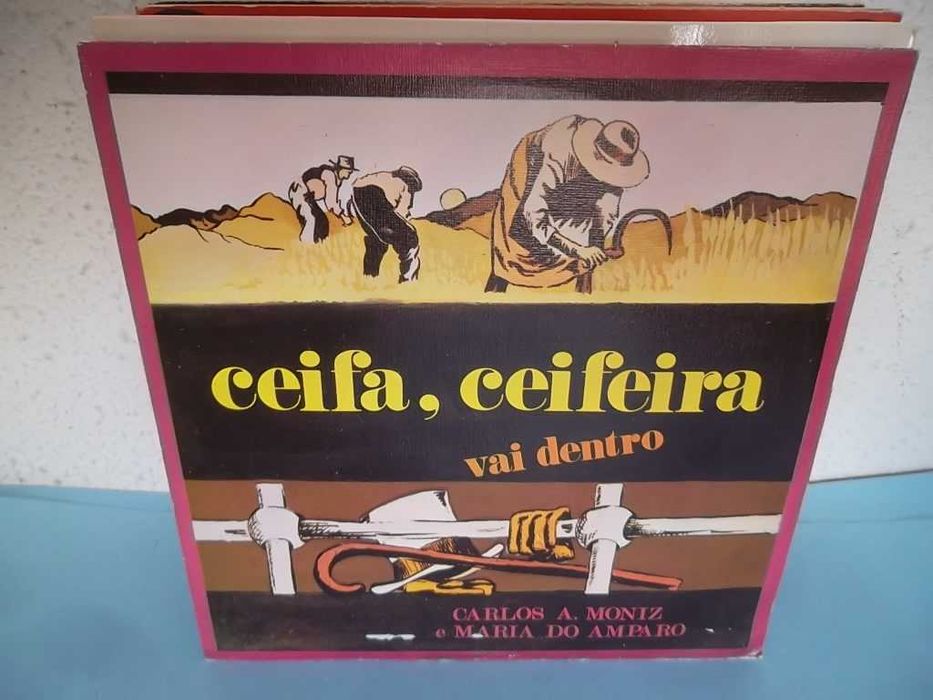 ceifa, ceifeira
vai dentro
CARLOS A. MONIZ
e MARIA DO AMPARO